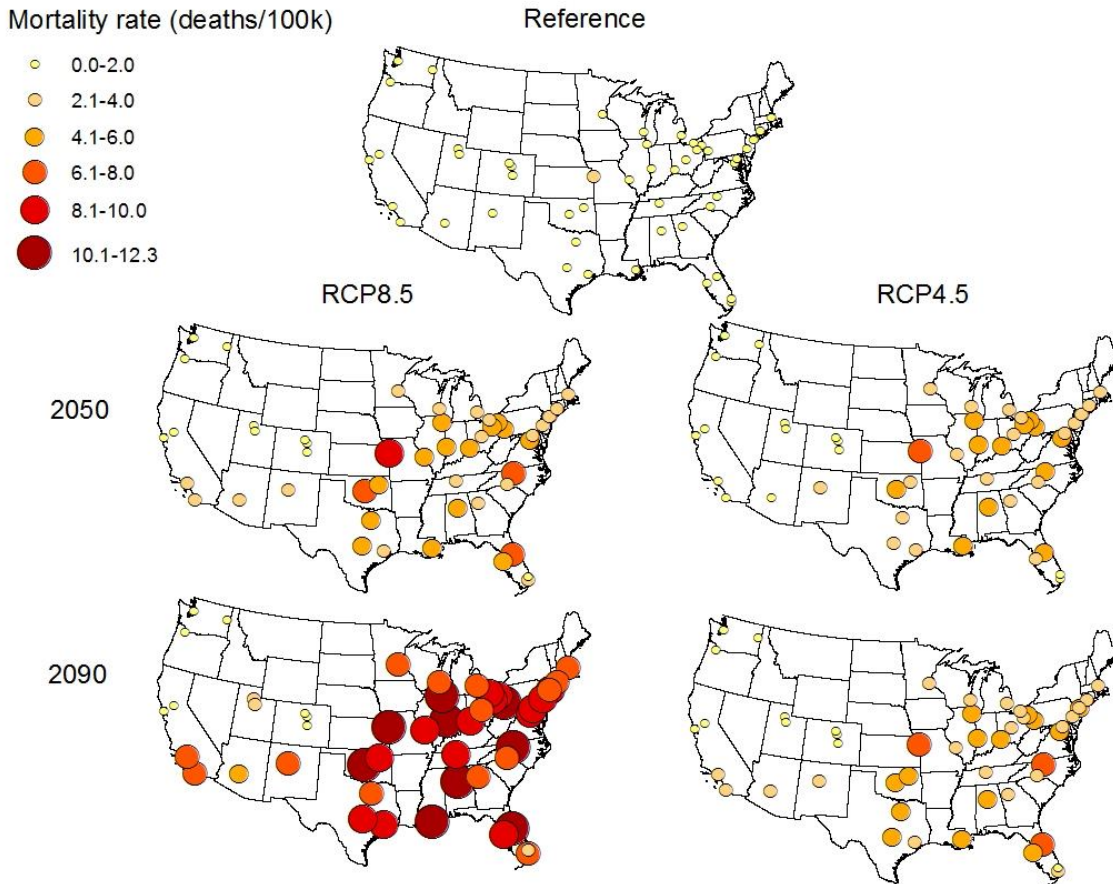 Mortality rate (deaths/100k)
Reference
0.0-2.0
2.1-4.0
4.1-6.0
6.1-8.0
8.1-10.0
10.1-12.3
RCP8.5
RCP4.5
2050
2090